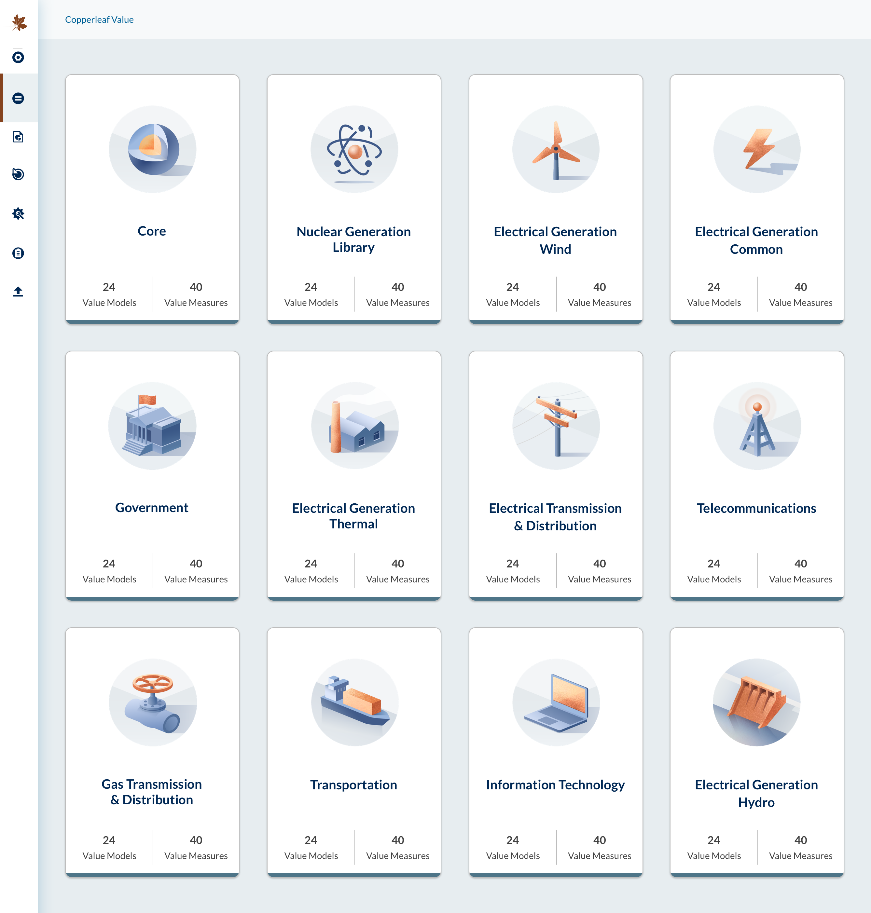 Copperleaf Value
Core
24 40
Value Models Value Measures
Nuclear Generation
Library
24 40
Value Models Value Measures
Electrical Generation
Wind
24 40
Value Models Value Measures
Electrical Generation
Common
24 40
Value Models Value Measures
Government
24 40
Value Models Value Measures
Electrical Generation
Thermal
24 40
Value Models Value Measures
Electrical Transmission
& Distribution
24 40
Value Models Value Measures
Telecommunications
24 40
Value Models Value Measures
Gas Transmission
& Distribution
24 40
Value Models Value Measures
Transportation
24 40
Value Models Value Measures
Information Technology
24 40
Value Models Value Measures
Electrical Generation
Hydro
24 40
Value Models Value Measures